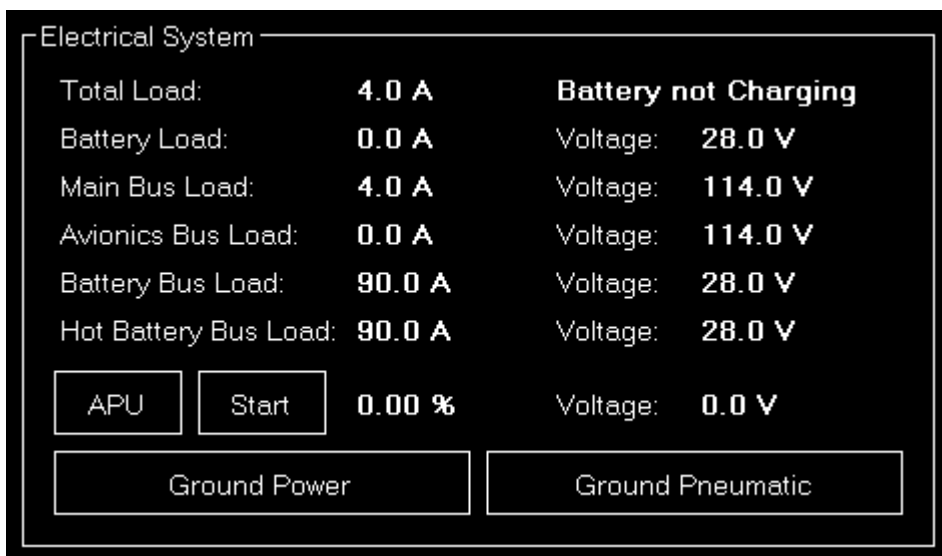 Electrical System
Total Load: 4.0 A Battery not Charging
Battery Load: 0.0 A Voltage: 28.0 V
Main Bus Load: 4.0 A Voltage: 114.0 V
Avionics Bus Load: 0.0 A Voltage: 114.0 V
Battery Bus Load: 90.0 A Voltage: 28.0 V
Hot Battery Bus Load: 90.0 A Voltage: 28.0 V
APU Start 0.00 % Voltage: 0.0 V
Ground Power Ground Pneumatic